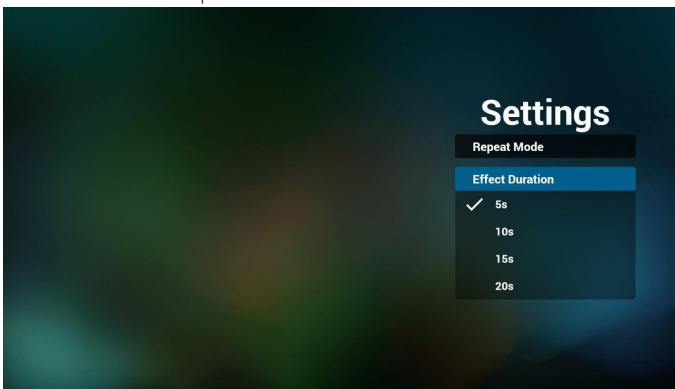 Settings
Repeat Mode
Effect Duration
5s
10s
15s
20s